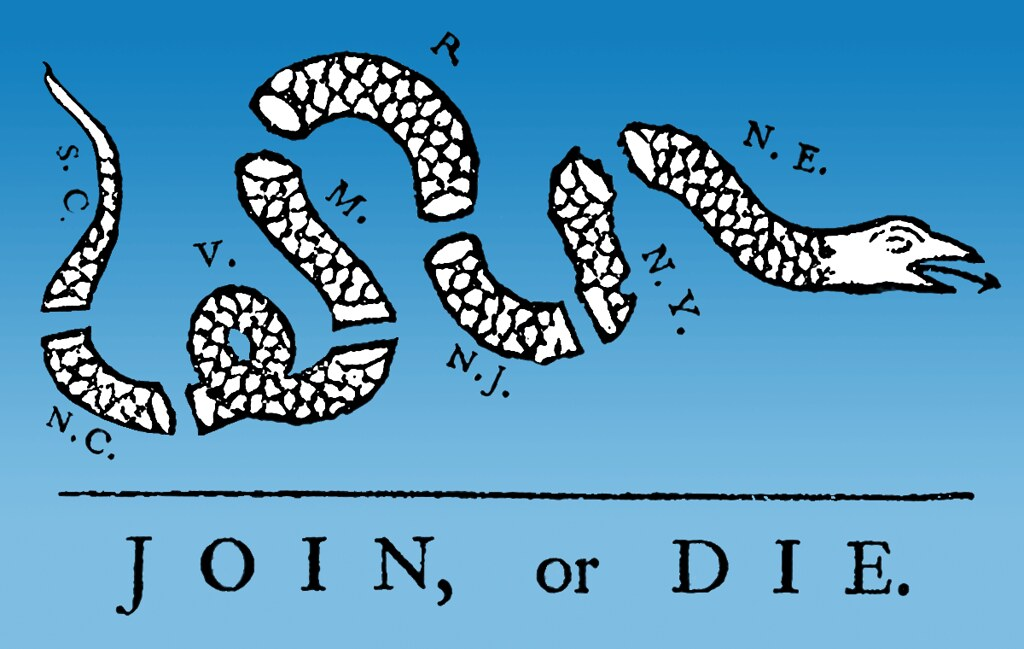 S. C.
N. C.
V.
M.
R
N. J.
N. Y.
N. E.
JOIN, or DIE.